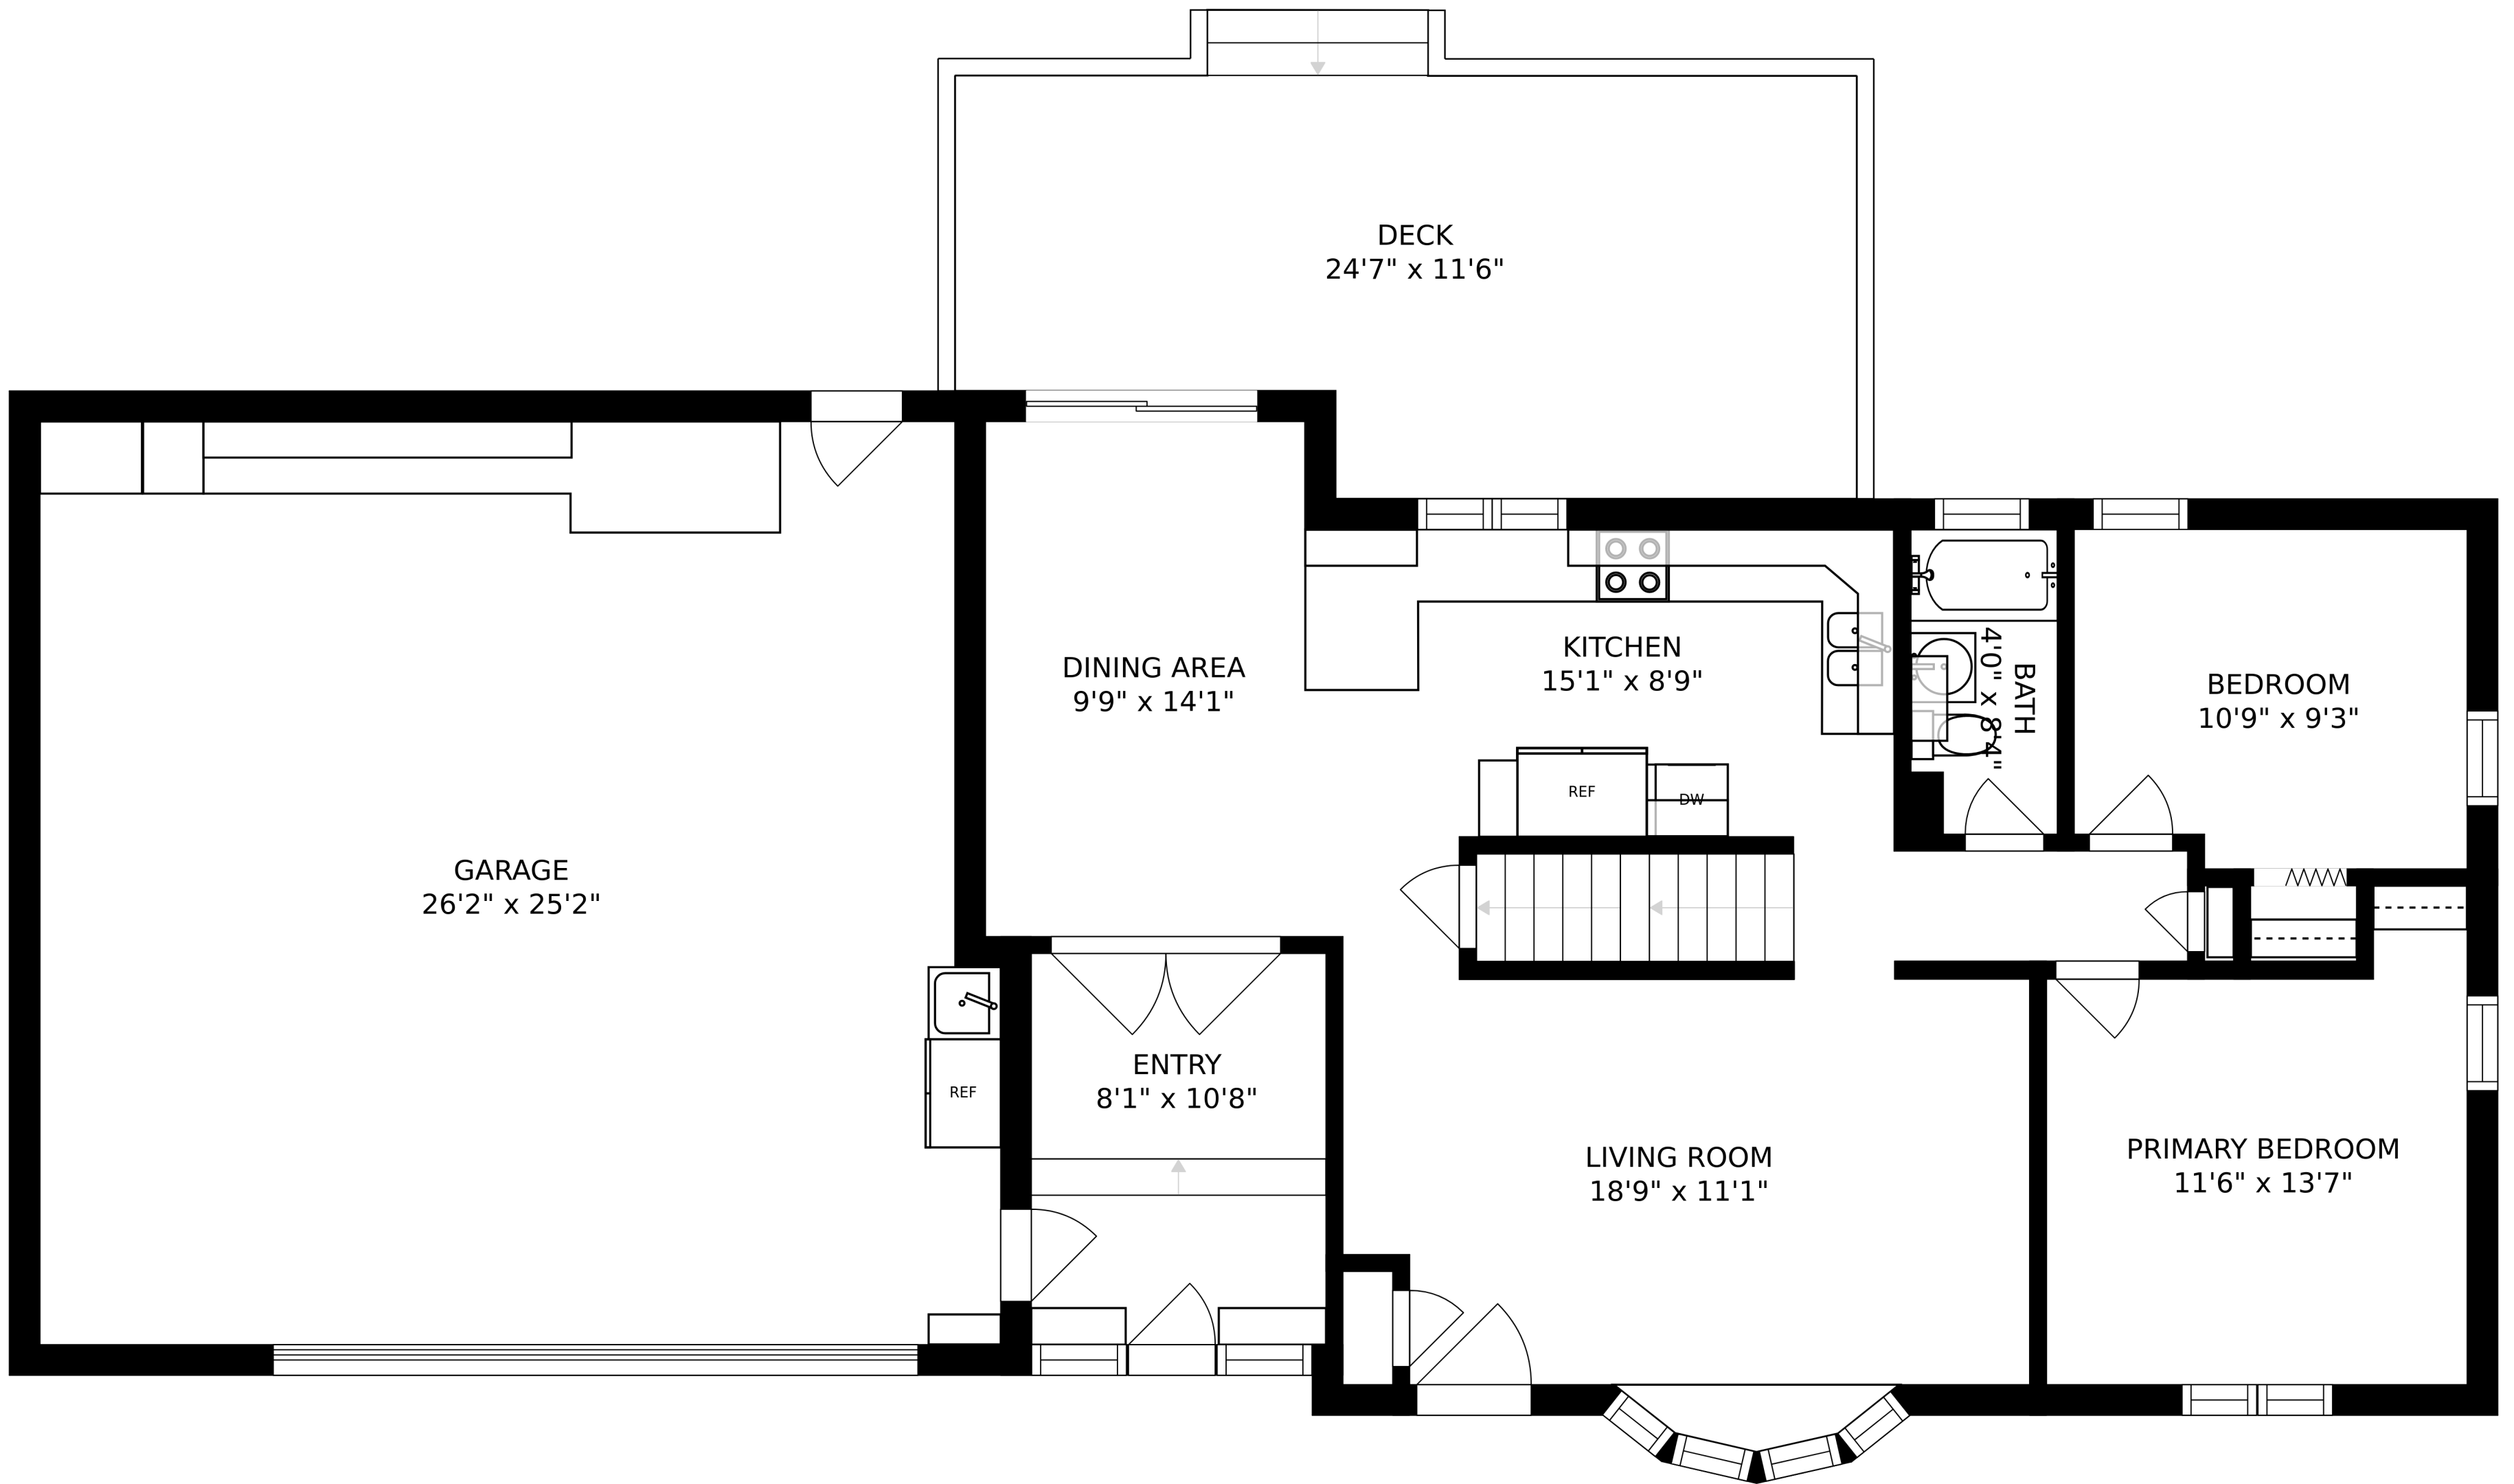 DECK
24'7" x 11'6"
DINING AREA
9'9" x 14'1"
KITCHEN
15'1" x 8'9"
BATH
4'0" x 8'4"
BEDROOM
10'9" x 9'3"
REF
DW
GARAGE
26'2" x 25'2"
REF
ENTRY
8'1" x 10'8"
LIVING ROOM
18'9" x 11'1"
PRIMARY BEDROOM
11'6" x 13'7"